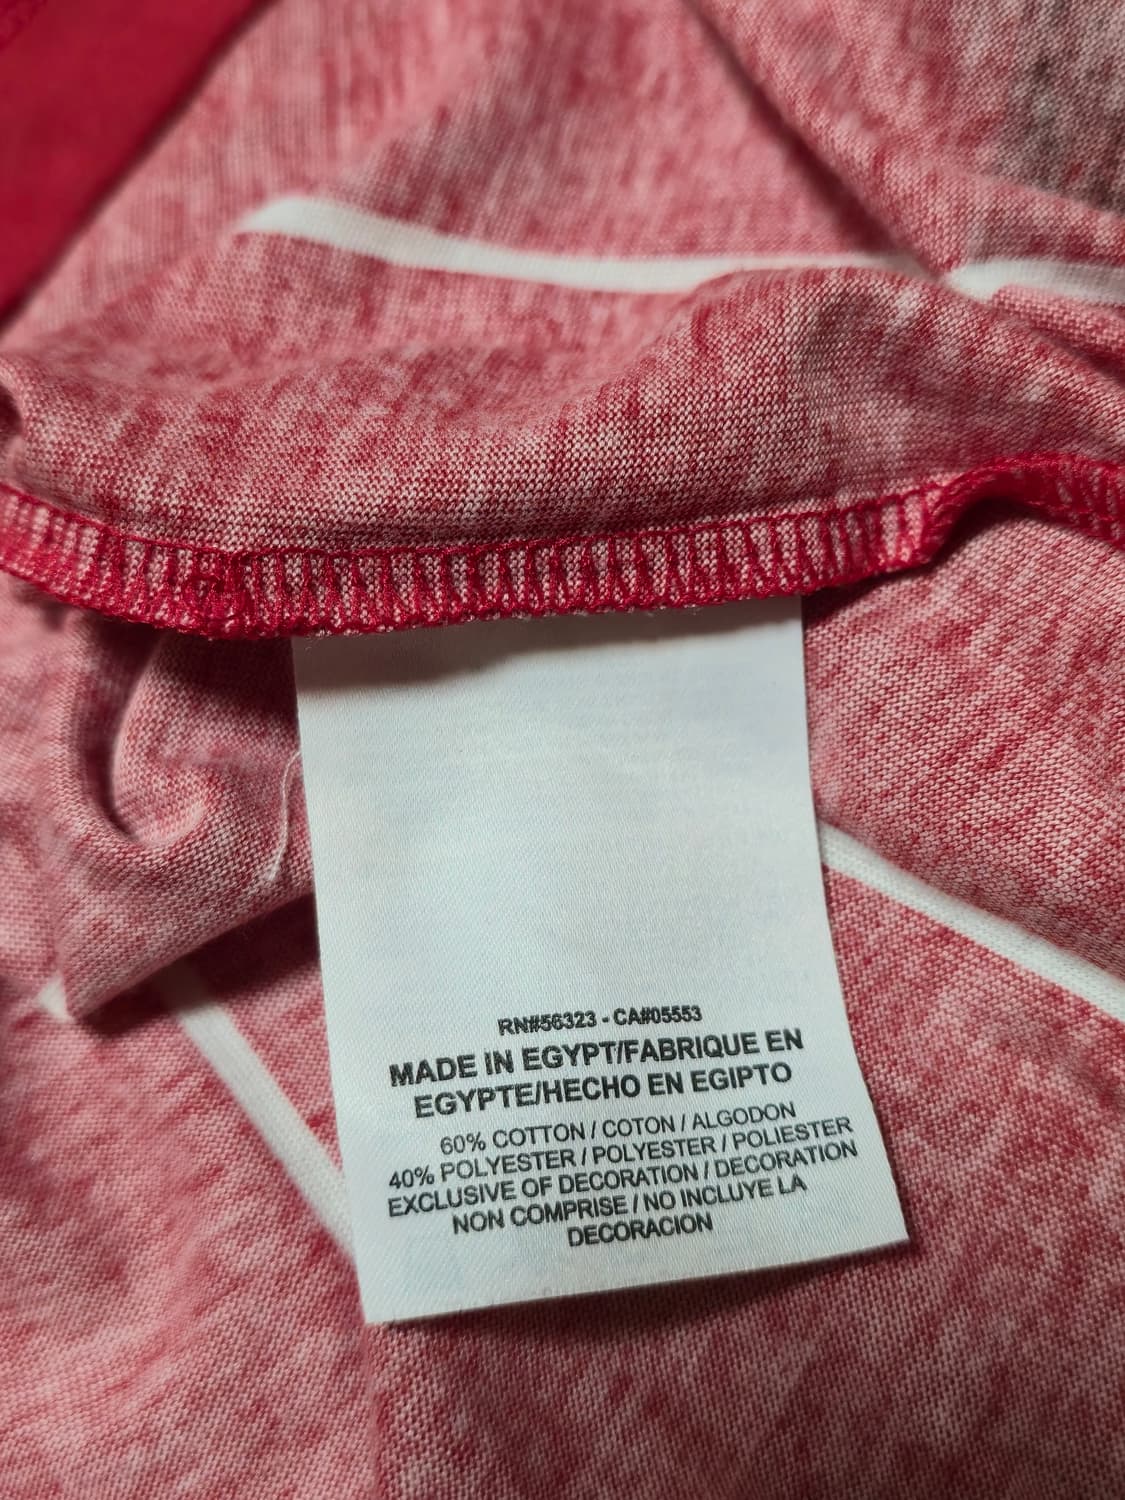 RN#56323 - CA#05553
MADE IN EGYPT/FABRIQUE EN
EGYPTE/HECHO EN EGIPTO
60% COTTON / COTON / ALGODON
40% POLYESTER / POLYESTER / POLIESTER
EXCLUSIVE OF DECORATION / DECORATION
NON COMPRISE / NO INCLUYE LA
DECORACION